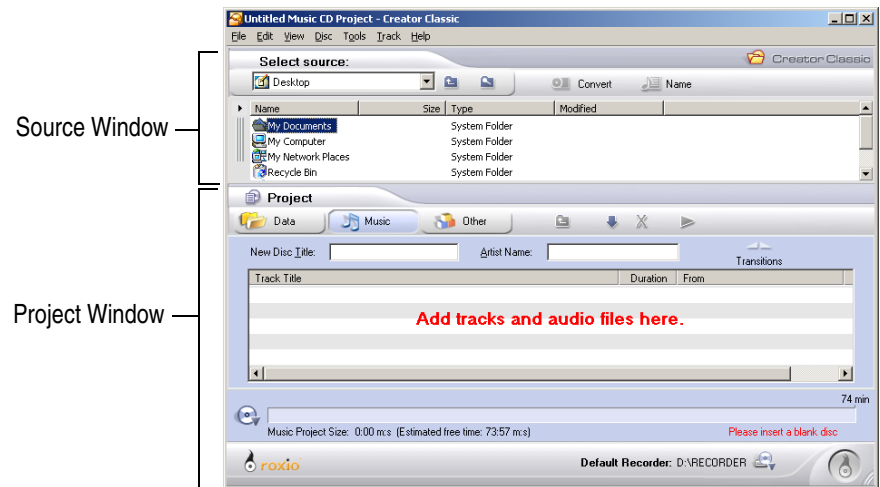 Untitled Music CD Project - Creator Classic
File Edit View Disc Tools Track Help
Select source:
Creator Classic
Desktop
Convert
Name
Name Size Type Modified
My Documents System Folder
My Computer System Folder
My Network Places System Folder
Recycle Bin System Folder
Source Window
Project
Data Music Other
New Disc Title: Artist Name:
Transitions
Track Title Duration From
Add tracks and audio files here.
Project Window
74 min
Music Project Size: 0:00 m:s (Estimated free time: 73:57 m:s)
Please insert a blank disc
roxio
Default Recorder: D:\RECORDER